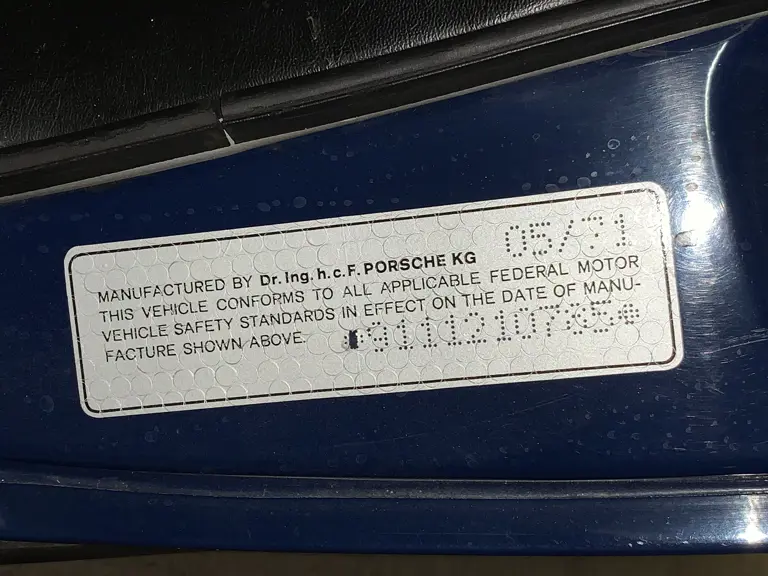 05/71
MANUFACTURED BY Dr. Ing. h.c.F. PORSCHE KG
THIS VEHICLE CONFORMS TO ALL APPLICABLE FEDERAL MOTOR
VEHICLE SAFETY STANDARDS IN EFFECT ON THE DATE OF MANU-
FACTURE SHOWN ABOVE.